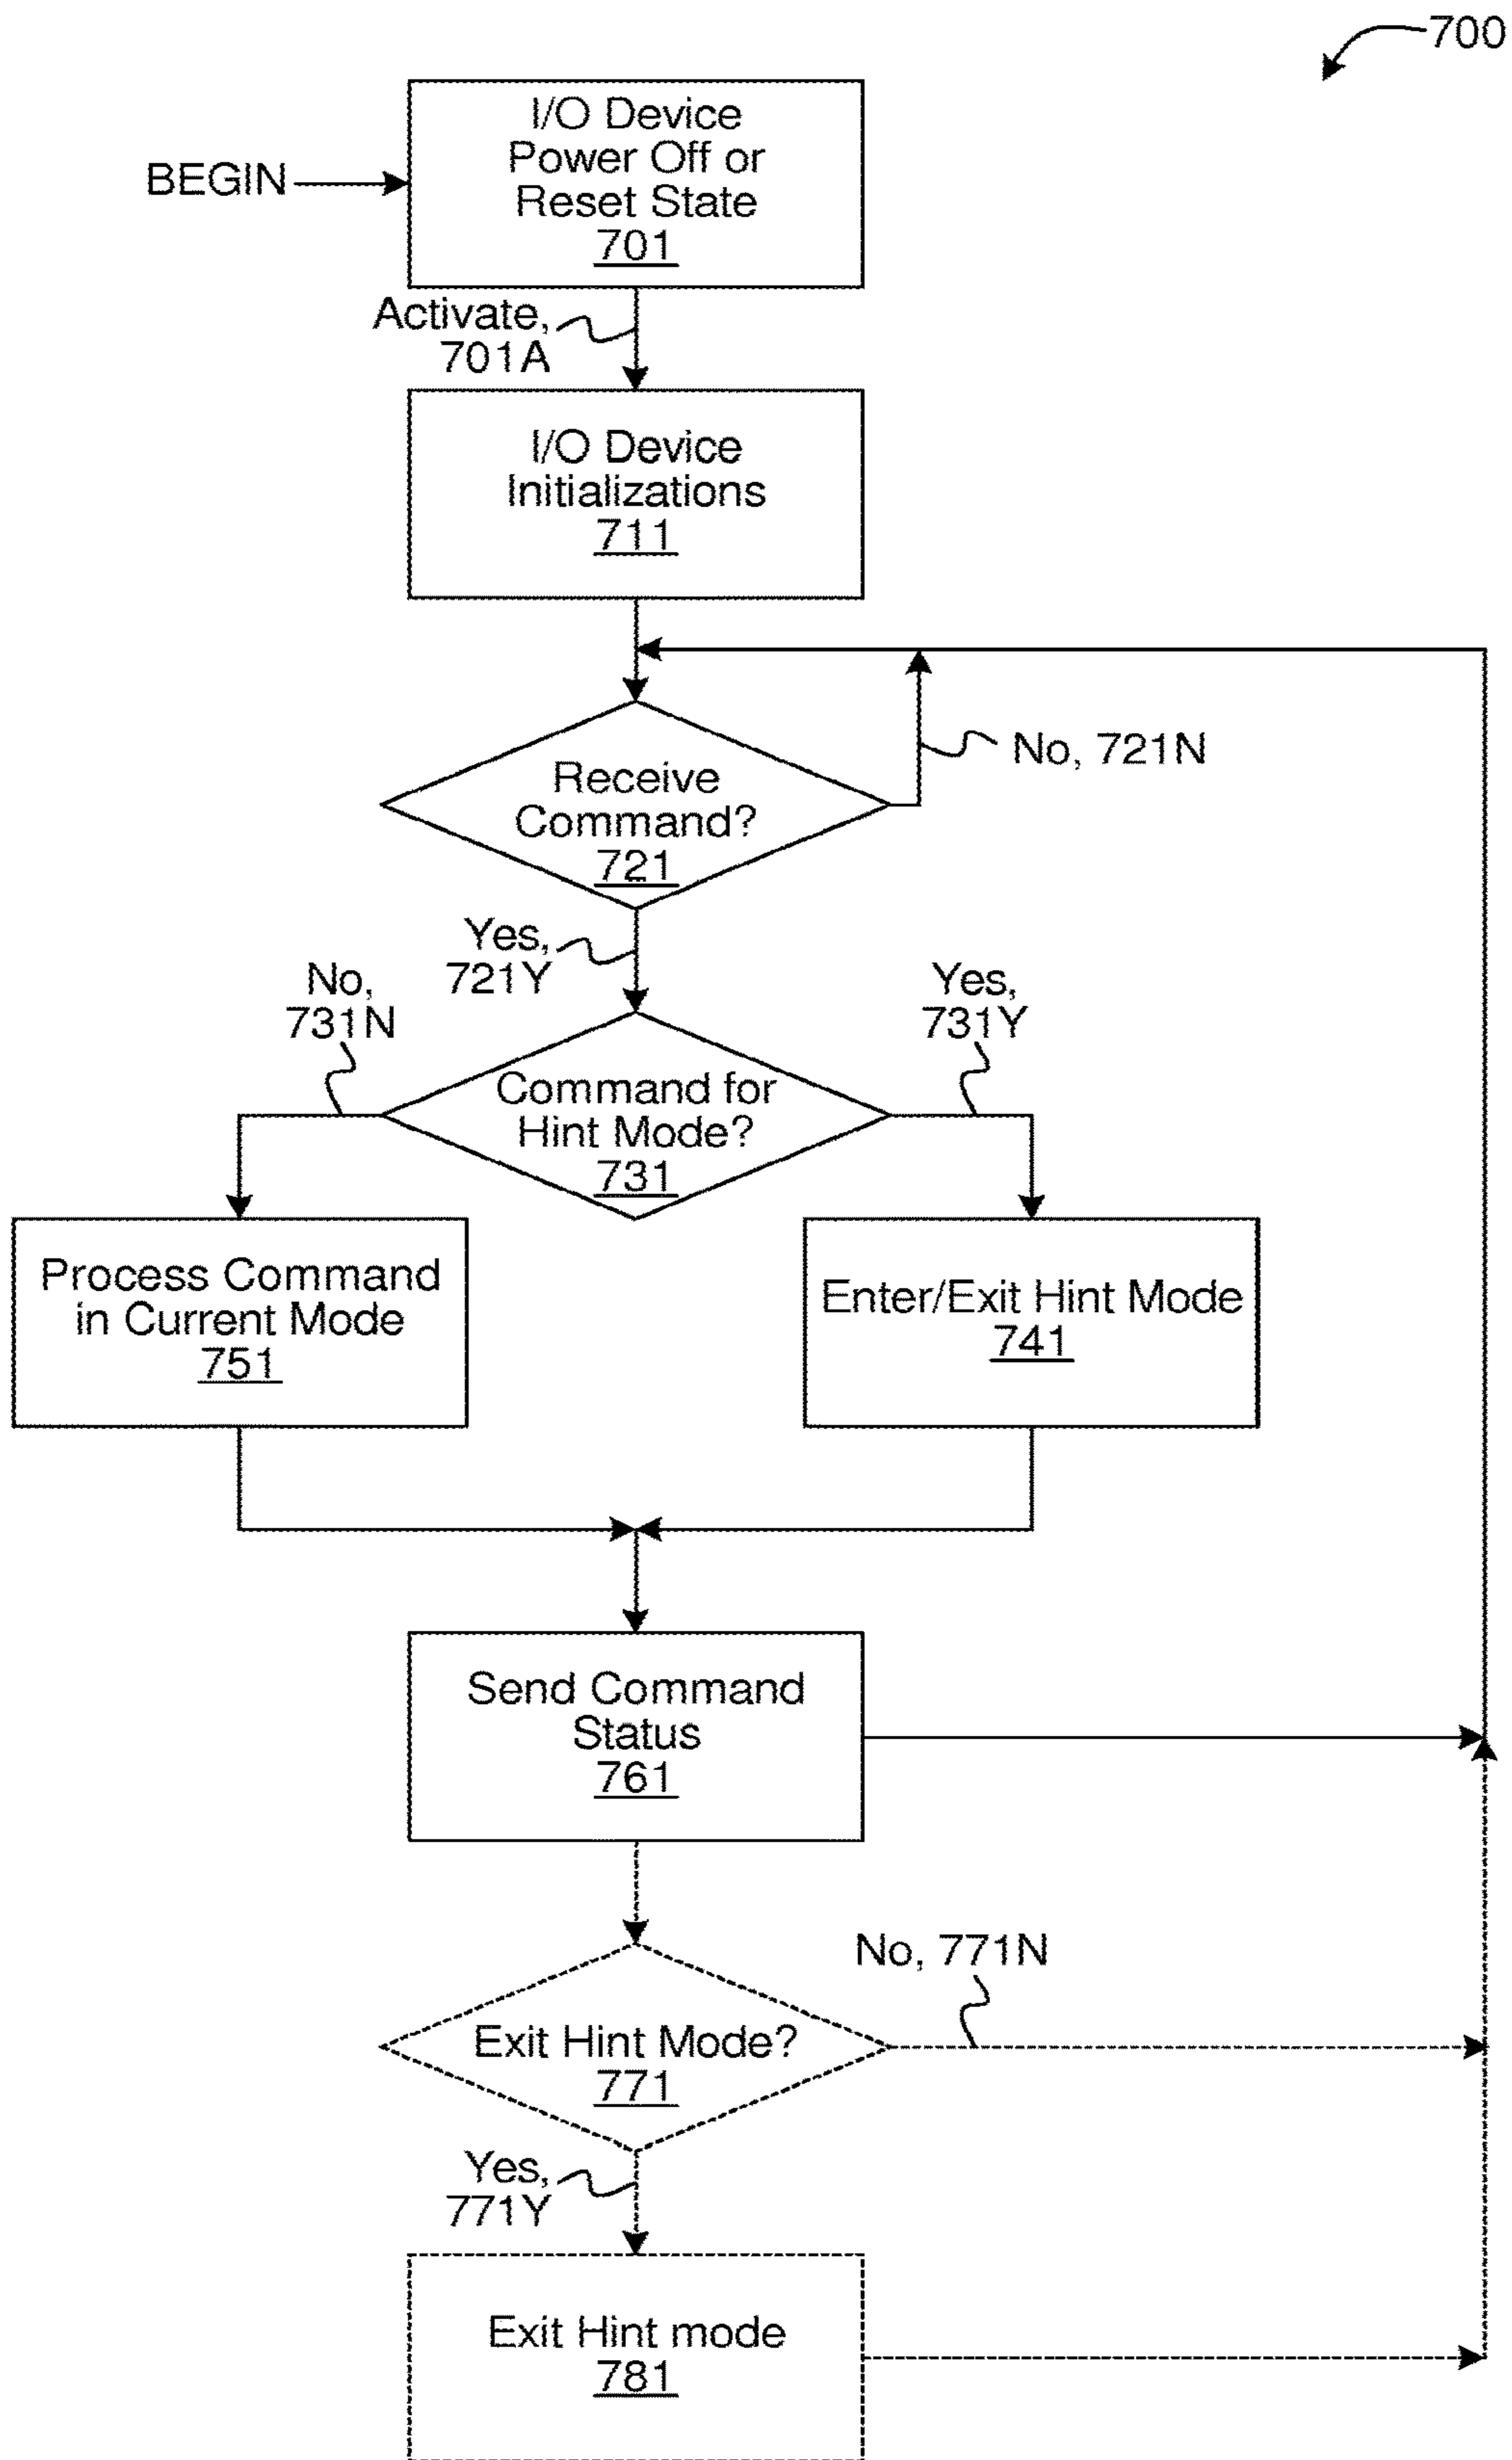 700
I/O Device
Power Off or
Reset State
701
BEGIN
Activate,
701A
I/O Device
Initializations
711
No, 721N
Receive
Command?
721
Yes,
721Y
No,
731N
Yes,
731Y
Command for
Hint Mode?
731
Process Command
in Current Mode
751
Enter/Exit Hint Mode
741
Send Command
Status
761
No, 771N
Exit Hint Mode?
771
Yes,
771Y
Exit Hint mode
781